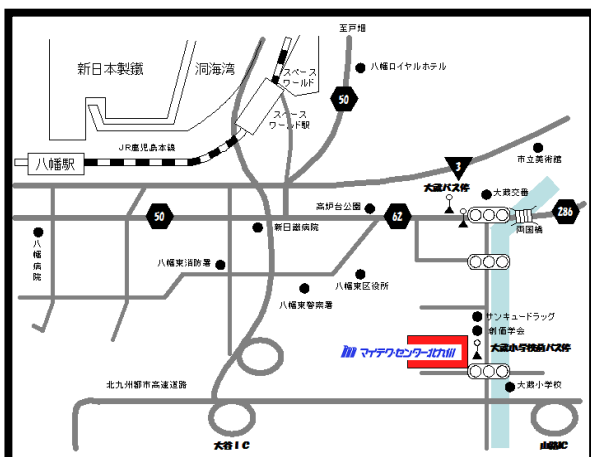 至戸畑
新日本製鐵
洞海湾
スペース
ワールド
八幡ロイヤルホテル
50
スペース
ワールド駅
JR鹿児島本線
八幡駅
3
市立美術館
大蔵バス停
大蔵交番
高炉台公園
50
62
286
両国橋
新日鐵病院
八幡病院
八幡東消防署
八幡東区役所
八幡東警察署
サンキュードラッグ
創価学会
マイテク・センター北九州
大蔵小学校前バス停
北九州都市高速道路
大蔵小学校
大谷IC
山路IC